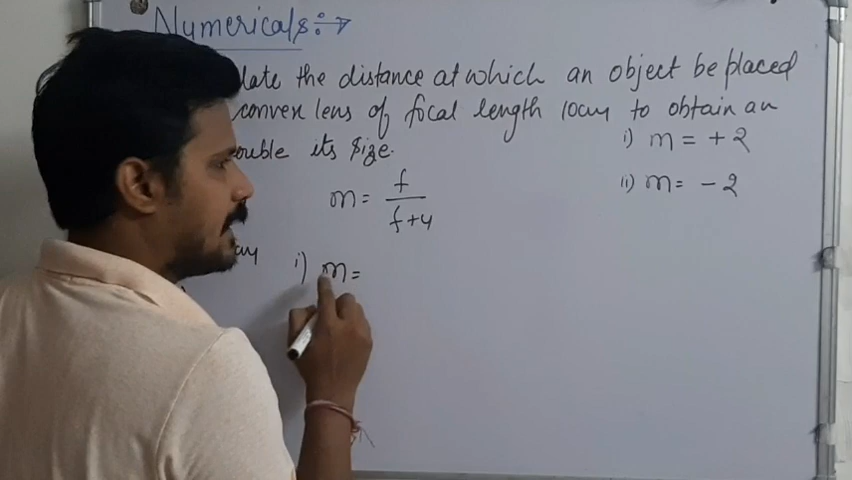 Numericals :→
late the distance at which an object be placed
convex lens of focal length 10cm to obtain an
ouble its size.
i) m = + 2
ii) m = - 2
m = f / f+u
cm
i) m =